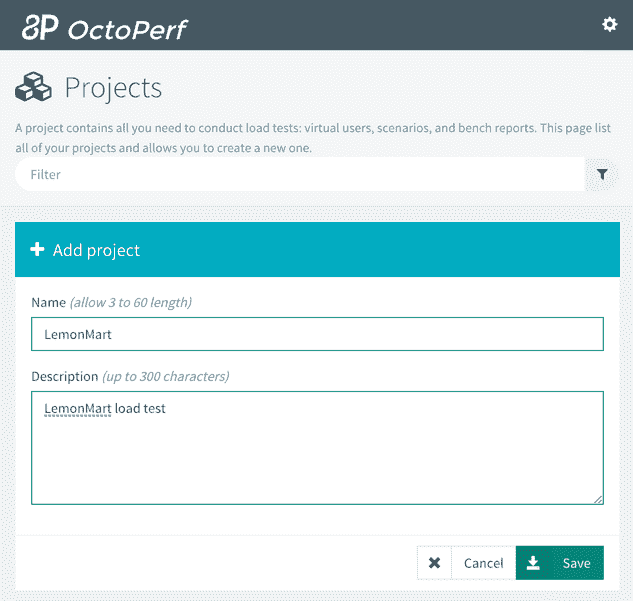 OctoPerf
Projects
A project contains all you need to conduct load tests: virtual users, scenarios, and bench reports. This page list
all of your projects and allows you to create a new one.
Filter
Add project
Name (allow 3 to 60 length)
LemonMart
Description (up to 300 characters)
LemonMart load test
Cancel
Save